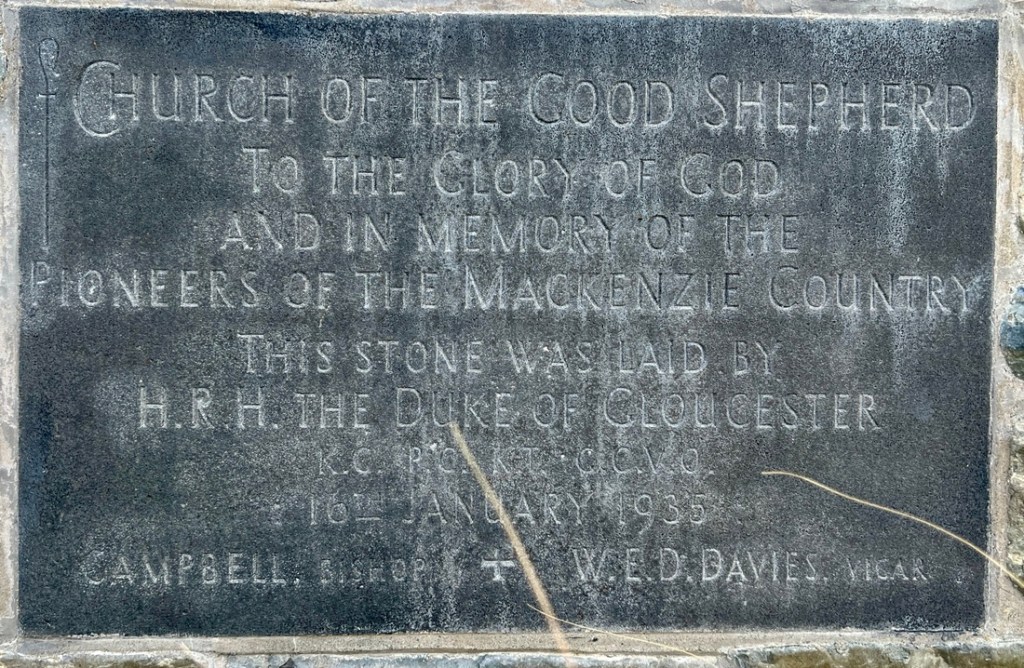 CHURCH OF THE GOOD SHEPHERD
TO THE GLORY OF GOD
AND IN MEMORY OF THE
PIONEERS OF THE MACKENZIE COUNTRY
THIS STONE WAS LAID BY
H.R.H. THE DUKE OF GLOUCESTER
K.G. P.C. K.T. G.C.V.O.
16TH JANUARY 1935
CAMPBELL. BISHOP ✠ W.E.D. DAVIES. VICAR